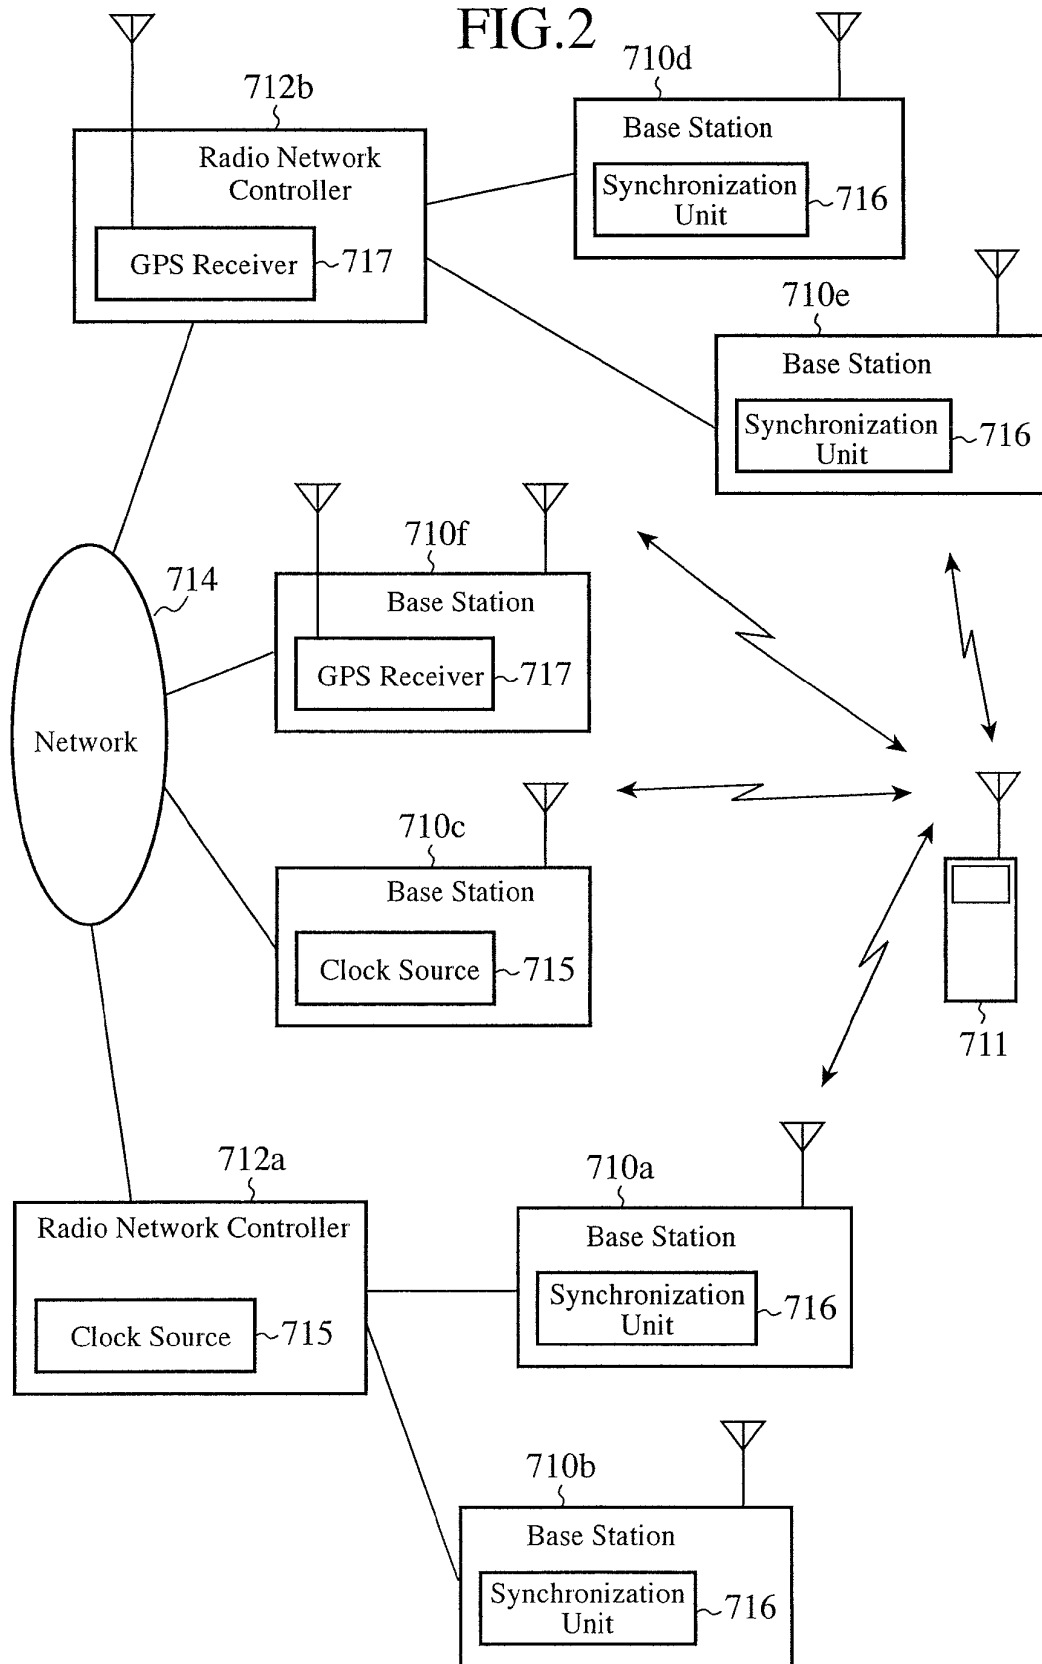 FIG.2
712b
Radio Network
Controller
GPS Receiver
717
710d
Base Station
Synchronization
Unit
716
710e
Base Station
Synchronization
Unit
716
714
Network
710f
Base Station
GPS Receiver
717
710c
Base Station
Clock Source
715
711
712a
Radio Network Controller
Clock Source
715
710a
Base Station
Synchronization
Unit
716
710b
Base Station
Synchronization
Unit
716